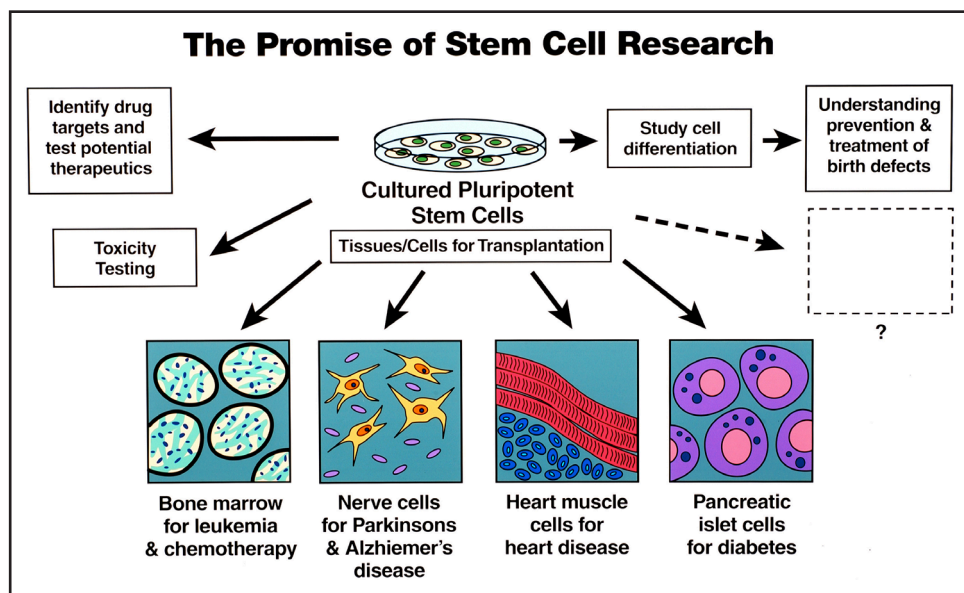 The Promise of Stem Cell Research
Identify drug
targets and
test potential
therapeutics
Study cell
differentiation
Understanding
prevention &
treatment of
birth defects
Cultured Pluripotent
Stem Cells
Toxicity
Testing
Tissues/Cells for Transplantation
?
Bone marrow
for leukemia
& chemotherapy
Nerve cells
for Parkinsons
& Alzhiemer's
disease
Heart muscle
cells for
heart disease
Pancreatic
islet cells
for diabetes